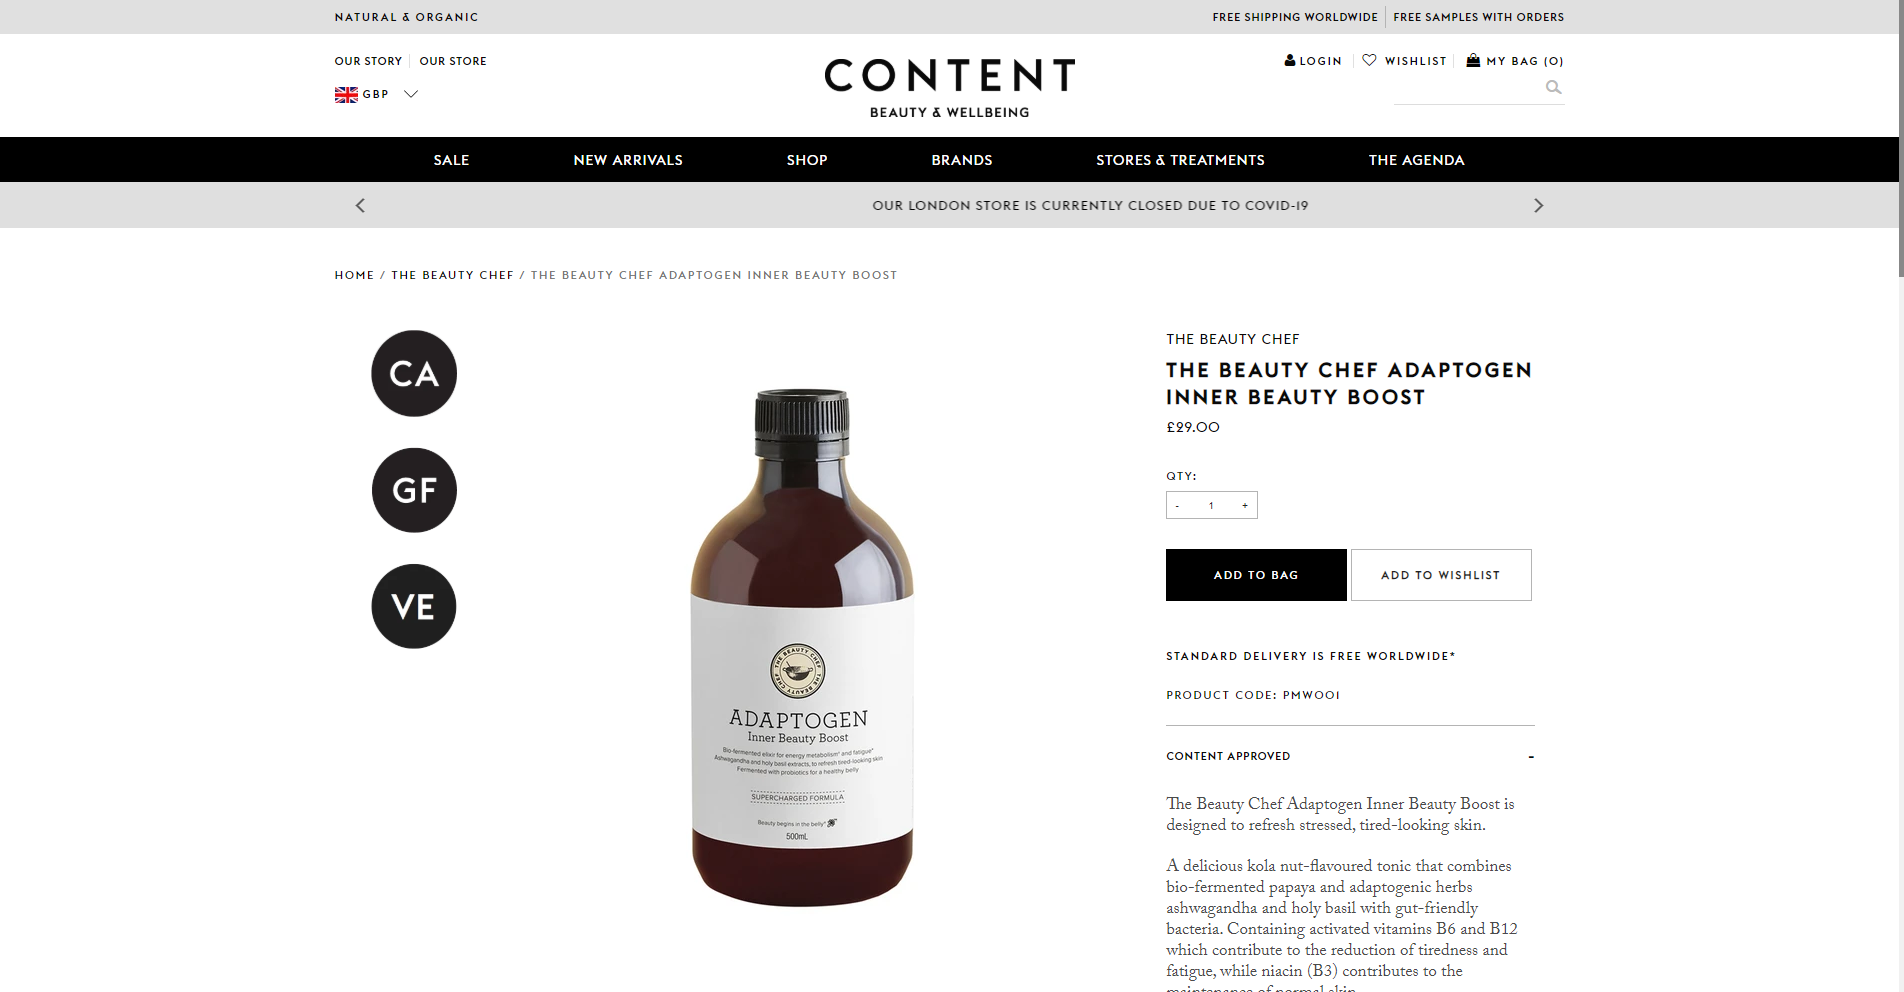 NATURAL & ORGANIC
FREE SHIPPING WORLDWIDE
FREE SAMPLES WITH ORDERS
OUR STORY
OUR STORE
CONTENT
BEAUTY & WELLBEING
LOGIN
WISHLIST
MY BAG (0)
GBP
SALE
NEW ARRIVALS
SHOP
BRANDS
STORES & TREATMENTS
THE AGENDA
OUR LONDON STORE IS CURRENTLY CLOSED DUE TO COVID-19
HOME / THE BEAUTY CHEF / THE BEAUTY CHEF ADAPTOGEN INNER BEAUTY BOOST
CA
GF
VE
THE BEAUTY CHEF THE BEAUTY CHEF
ADAPTOGEN
Inner Beauty Boost
Bio-fermented elixir for energy metabolism* and fatigue*
Ashwagandha and holy basil extracts, to refresh tired-looking skin
Fermented with probiotics for a healthy belly
SUPERCHARGED FORMULA
Beauty begins in the belly*
500mL
THE BEAUTY CHEF
THE BEAUTY CHEF ADAPTOGEN
INNER BEAUTY BOOST
£29.00
QTY:
- 1 +
ADD TO BAG
ADD TO WISHLIST
STANDARD DELIVERY IS FREE WORLDWIDE*
PRODUCT CODE: PMW001
CONTENT APPROVED -
The Beauty Chef Adaptogen Inner Beauty Boost is
designed to refresh stressed, tired-looking skin.
A delicious kola nut-flavoured tonic that combines
bio-fermented papaya and adaptogenic herbs
ashwagandha and holy basil with gut-friendly
bacteria. Containing activated vitamins B6 and B12
which contribute to the reduction of tiredness and
fatigue, while niacin (B3) contributes to the
maintenance of normal skin.